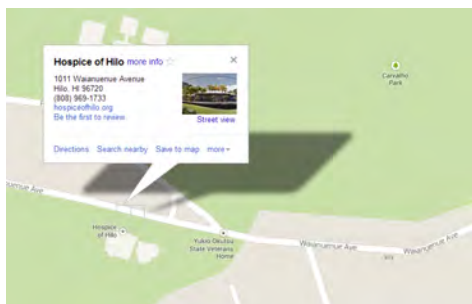 Hospice of Hilo more info
1011 Waianuenue Avenue
Hilo, HI 96720
(808) 969-1733
hospiceofhilo.org
Be the first to review
Street view
Directions Search nearby Save to map more
Carvalho
Park
Waianuenue Ave
Hospice
of Hilo
Yukio Okutsu
State Veterans
Home
Waianuenue Ave
Waianuenue Ave